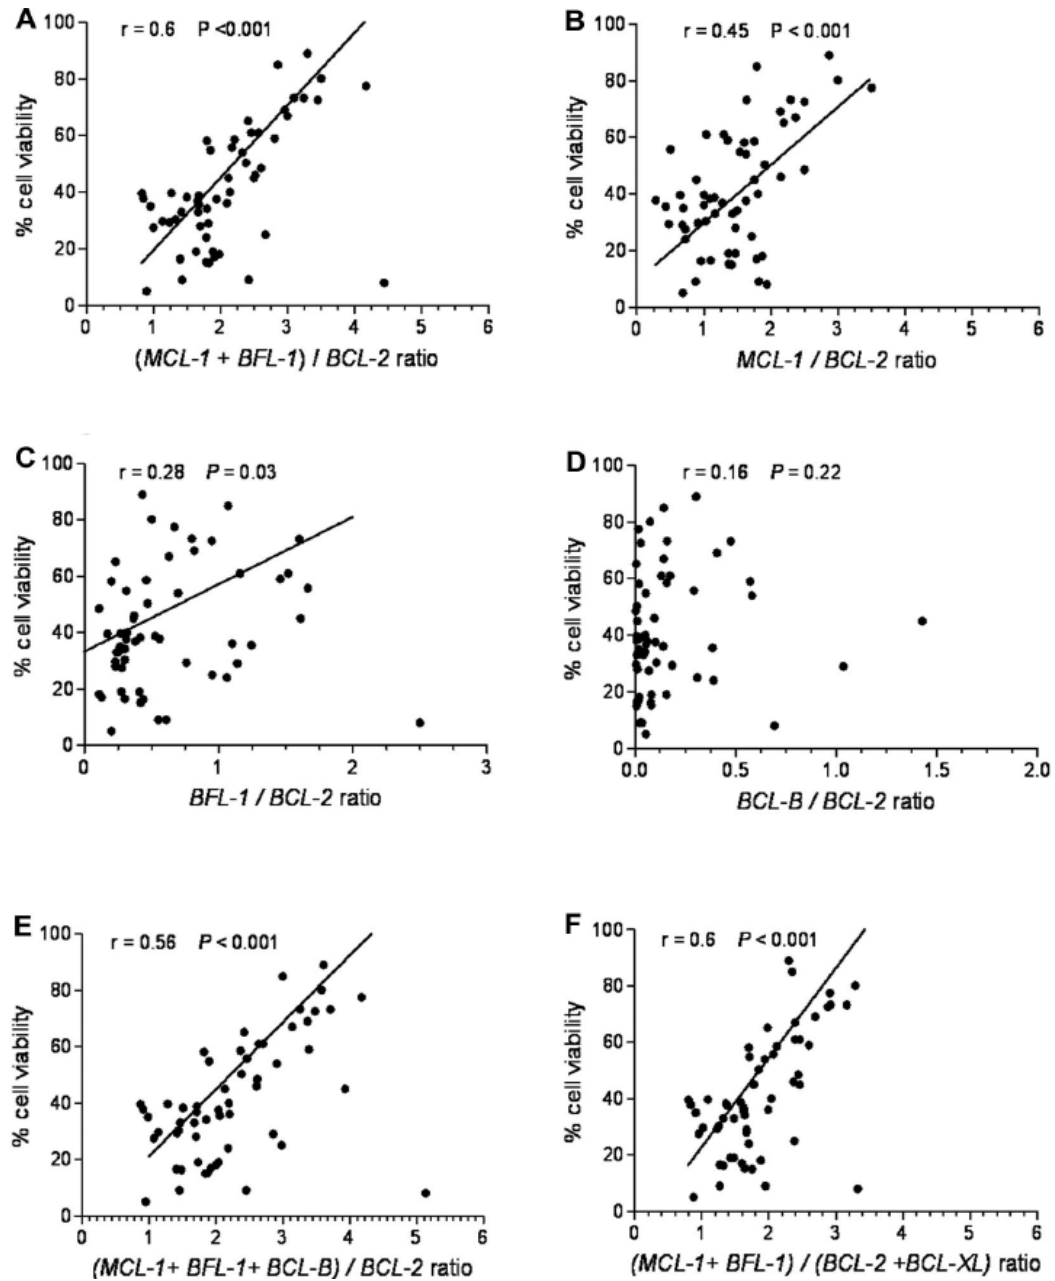 A
r = 0.6 P <0.001
% cell viability
100
80
60
40
20
0
0 1 2 3 4 5 6
(MCL-1 + BFL-1) / BCL-2 ratio
B
r = 0.45 P < 0.001
% cell viability
100
80
60
40
20
0
0 1 2 3 4 5 6
MCL-1 / BCL-2 ratio
C
r = 0.28 P = 0.03
% cell viability
100
80
60
40
20
0
0 1 2 3
BFL-1 / BCL-2 ratio
D
r = 0.16 P = 0.22
% cell viability
100
80
60
40
20
0
0.0 0.5 1.0 1.5 2.0
BCL-B / BCL-2 ratio
E
r = 0.56 P < 0.001
% cell viability
100
80
60
40
20
0
0 1 2 3 4 5 6
(MCL-1+ BFL-1+ BCL-B) / BCL-2 ratio
F
r = 0.6 P < 0.001
% cell viability
100
80
60
40
20
0
0 1 2 3 4 5 6
(MCL-1+ BFL-1) / (BCL-2 +BCL-XL) ratio